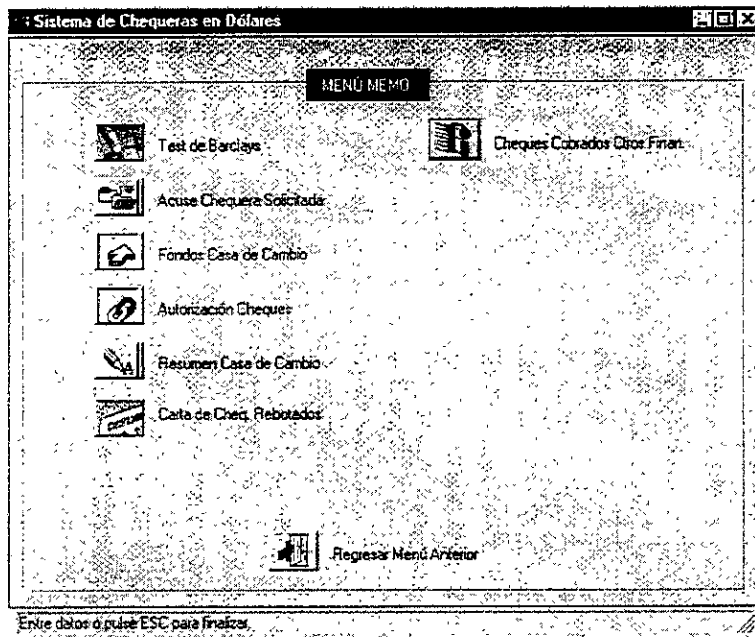 Sistema de Chequeras en Dólares
MENÚ MEMO
Test de Barclays
Cheques Cobrados Otros Finan.
Acuse Chequera Solicitada
Fondos Casa de Cambio
Autorización Cheques
Resumen Casa de Cambio
Carta de Cheq. Rebotados
Regresar Menú Anterior
Entre datos o pulse ESC para finalizar.